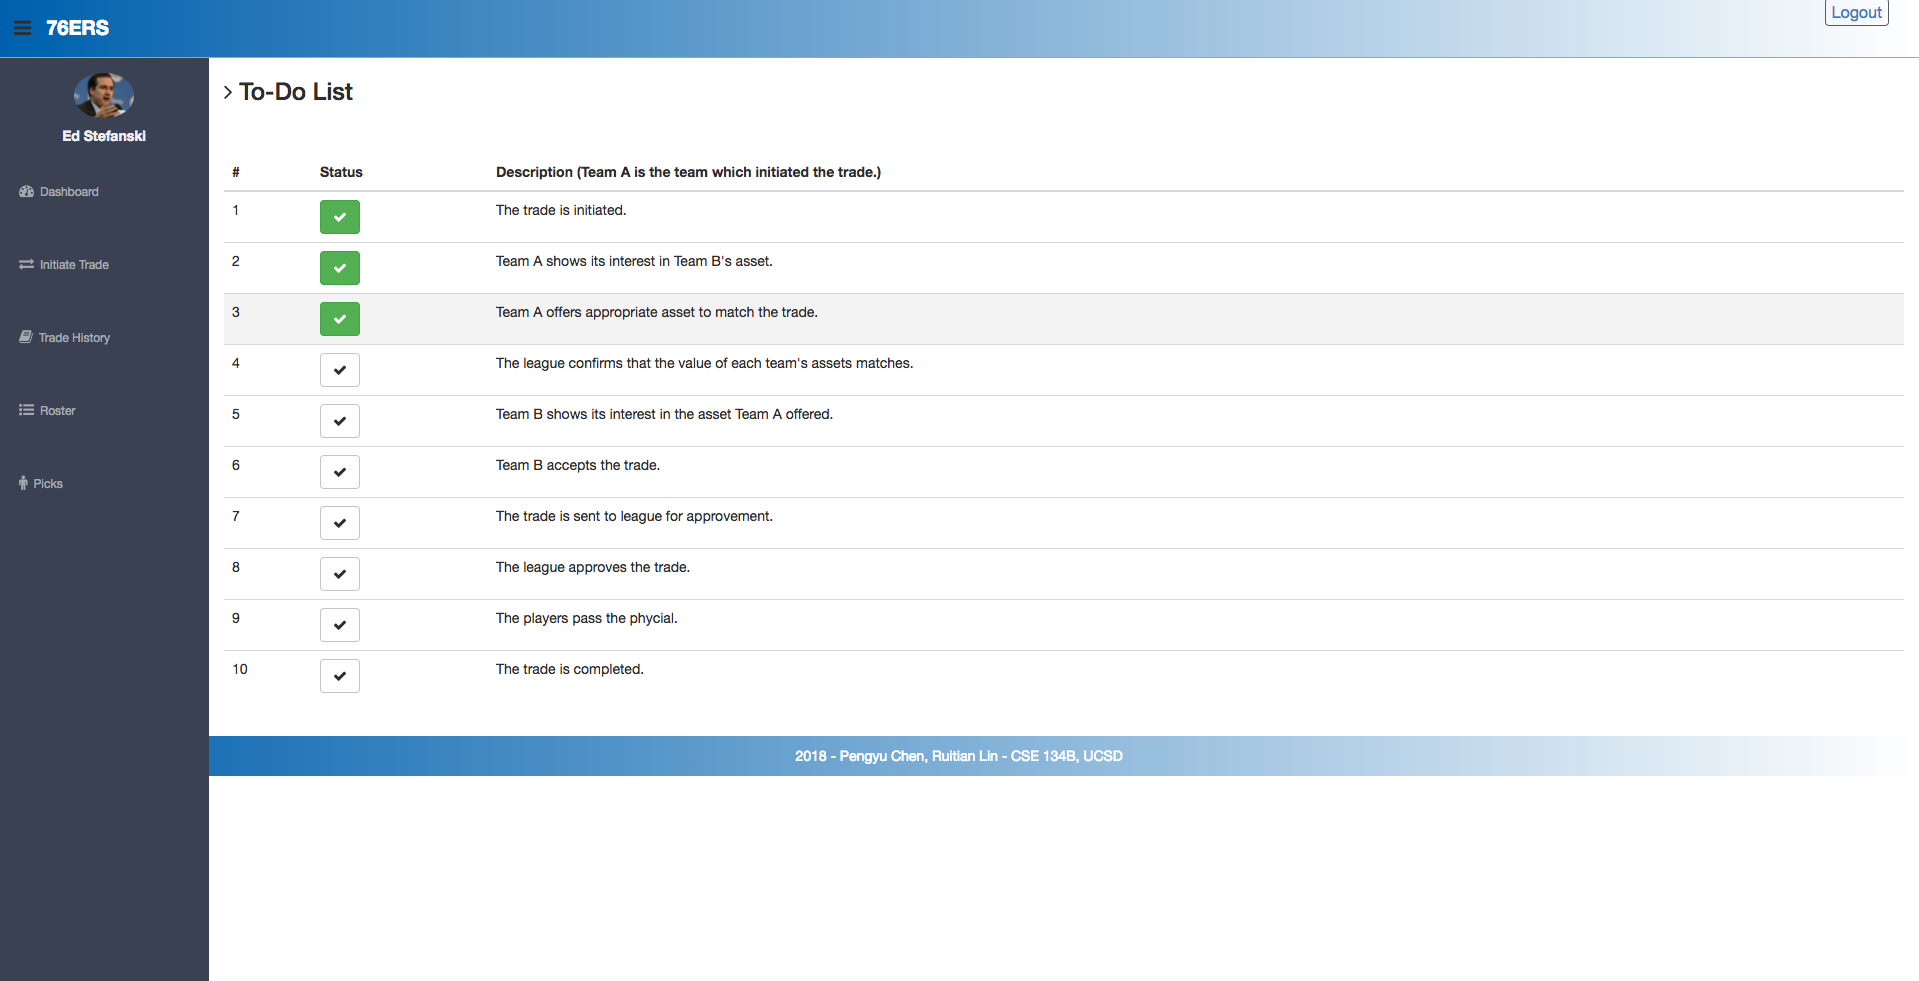 76ERS
Logout
Ed Stefanski
Dashboard
Initiate Trade
Trade History
Roster
Picks
To-Do List
# Status Description (Team A is the team which initiated the trade.)
1 The trade is initiated.
2 Team A shows its interest in Team B's asset.
3 Team A offers appropriate asset to match the trade.
4 The league confirms that the value of each team's assets matches.
5 Team B shows its interest in the asset Team A offered.
6 Team B accepts the trade.
7 The trade is sent to league for approvement.
8 The league approves the trade.
9 The players pass the phycial.
10 The trade is completed.
2018 - Pengyu Chen, Ruitian Lin - CSE 134B, UCSD